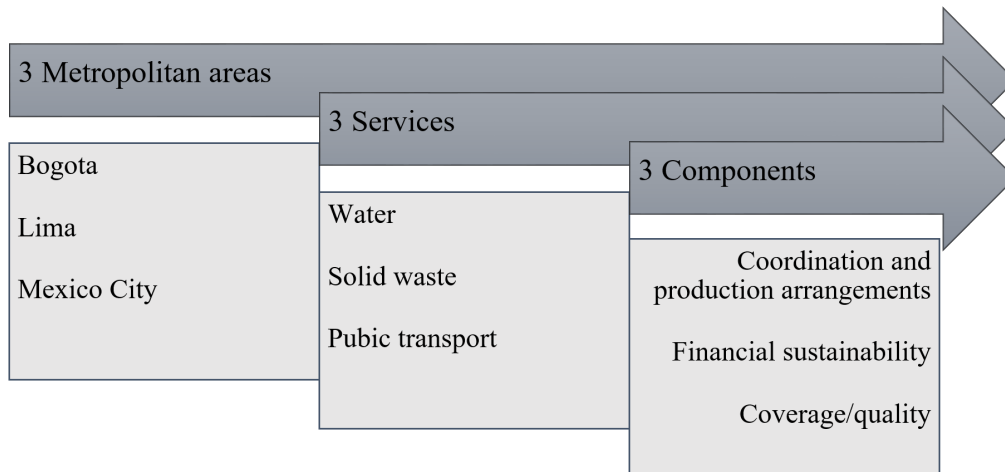 3 Metropolitan areas
Bogota
Lima
Mexico City
3 Services
Water
Solid waste
Pubic transport
3 Components
Coordination and
production arrangements
Financial sustainability
Coverage/quality